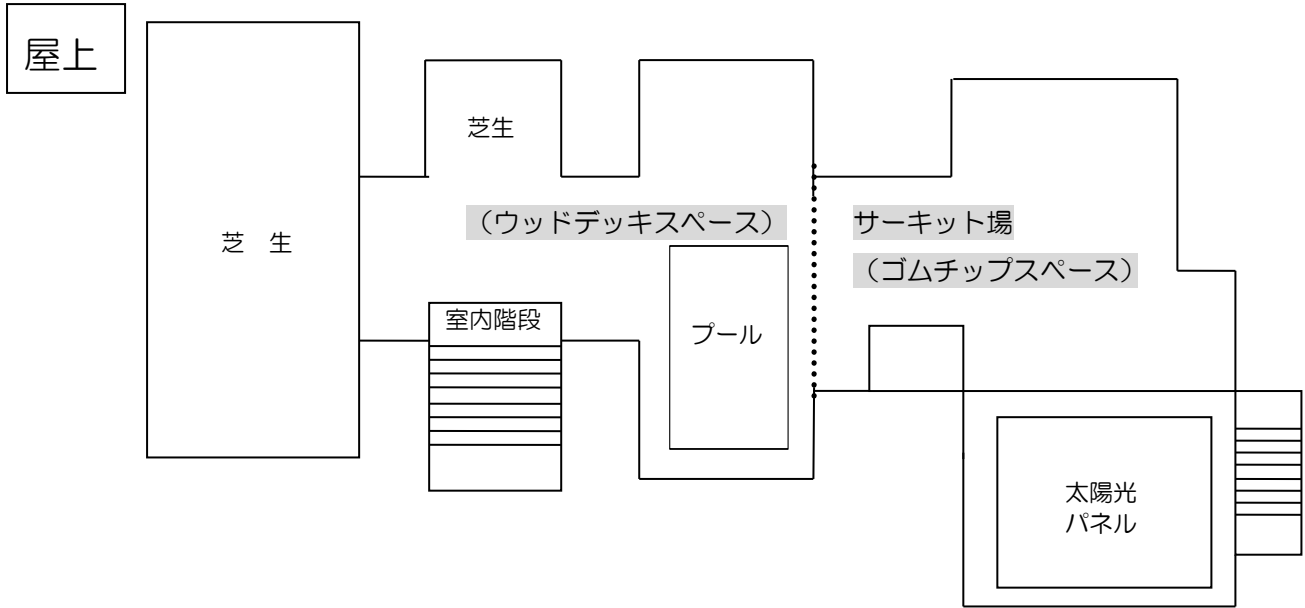 屋上
芝生
（ウッドデッキスペース）
サーキット場
（ゴムチップスペース）
芝　生
室内階段
プール
太陽光
パネル